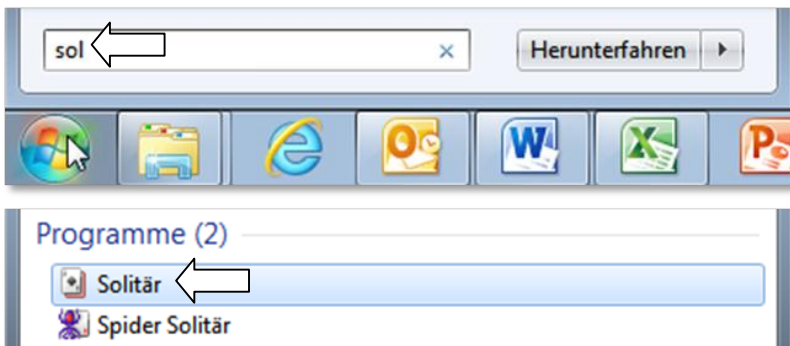 sol
Herunterfahren
Programme (2)
Solitär
Spider Solitär